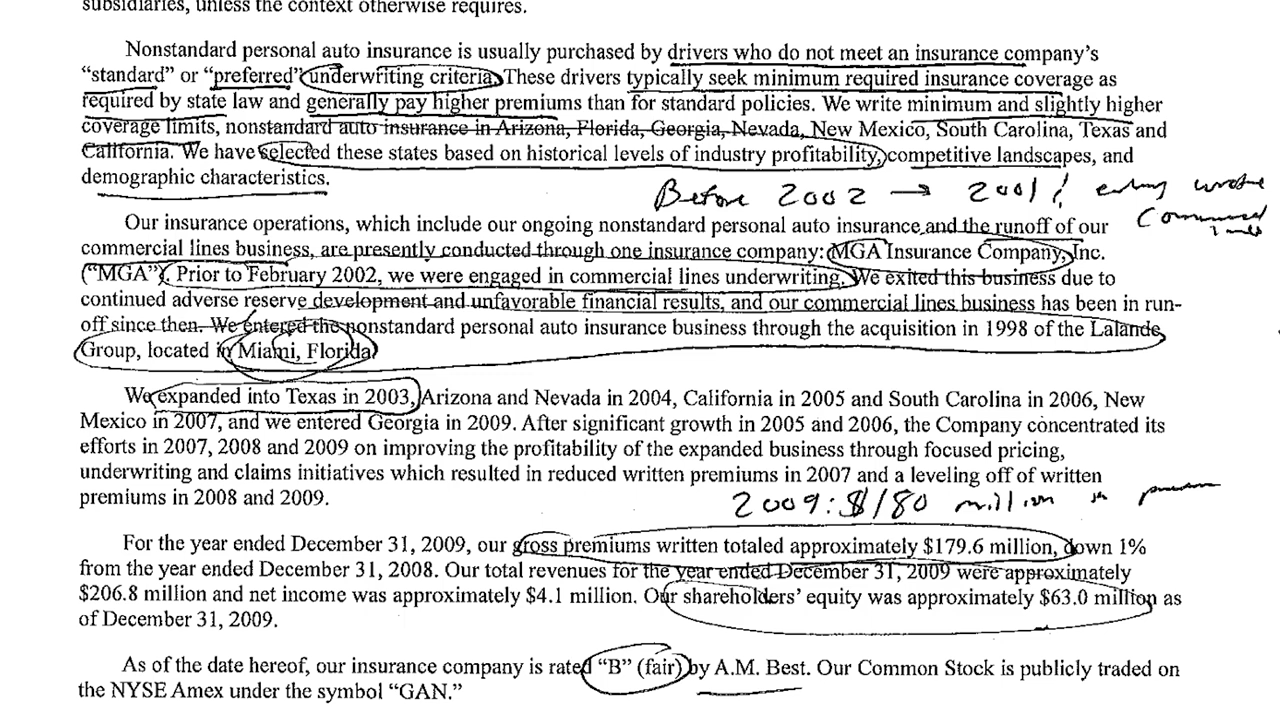 subsidiaries, unless the context otherwise requires.
Nonstandard personal auto insurance is usually purchased by drivers who do not meet an insurance company's
"standard" or "preferred" underwriting criteria. These drivers typically seek minimum required insurance coverage as
required by state law and generally pay higher premiums than for standard policies. We write minimum and slightly higher
coverage limits, nonstandard auto insurance in Arizona, Florida, Georgia, Nevada, New Mexico, South Carolina, Texas and
California. We have selected these states based on historical levels of industry profitability, competitive landscapes, and
demographic characteristics.
Before 2002 → 2001
wrote
Our insurance operations, which include our ongoing nonstandard personal auto insurance and the runoff of our
commercial lines business, are presently conducted through one insurance company: MGA Insurance Company, Inc.
("MGA"). Prior to February 2002, we were engaged in commercial lines underwriting. We exited this business due to
continued adverse reserve development and unfavorable financial results, and our commercial lines business has been in run-
off since then. We entered the nonstandard personal auto insurance business through the acquisition in 1998 of the Lalande
Group, located in Miami, Florida.
We expanded into Texas in 2003, Arizona and Nevada in 2004, California in 2005 and South Carolina in 2006, New
Mexico in 2007, and we entered Georgia in 2009. After significant growth in 2005 and 2006, the Company concentrated its
efforts in 2007, 2008 and 2009 on improving the profitability of the expanded business through focused pricing,
underwriting and claims initiatives which resulted in reduced written premiums in 2007 and a leveling off of written
premiums in 2008 and 2009.
2009: $180 million in
For the year ended December 31, 2009, our gross premiums written totaled approximately $179.6 million, down 1%
from the year ended December 31, 2008. Our total revenues for the year ended December 31, 2009 were approximately
$206.8 million and net income was approximately $4.1 million. Our shareholders' equity was approximately $63.0 million as
of December 31, 2009.
As of the date hereof, our insurance company is rated "B" (fair) by A.M. Best. Our Common Stock is publicly traded on
the NYSE Amex under the symbol "GAN."